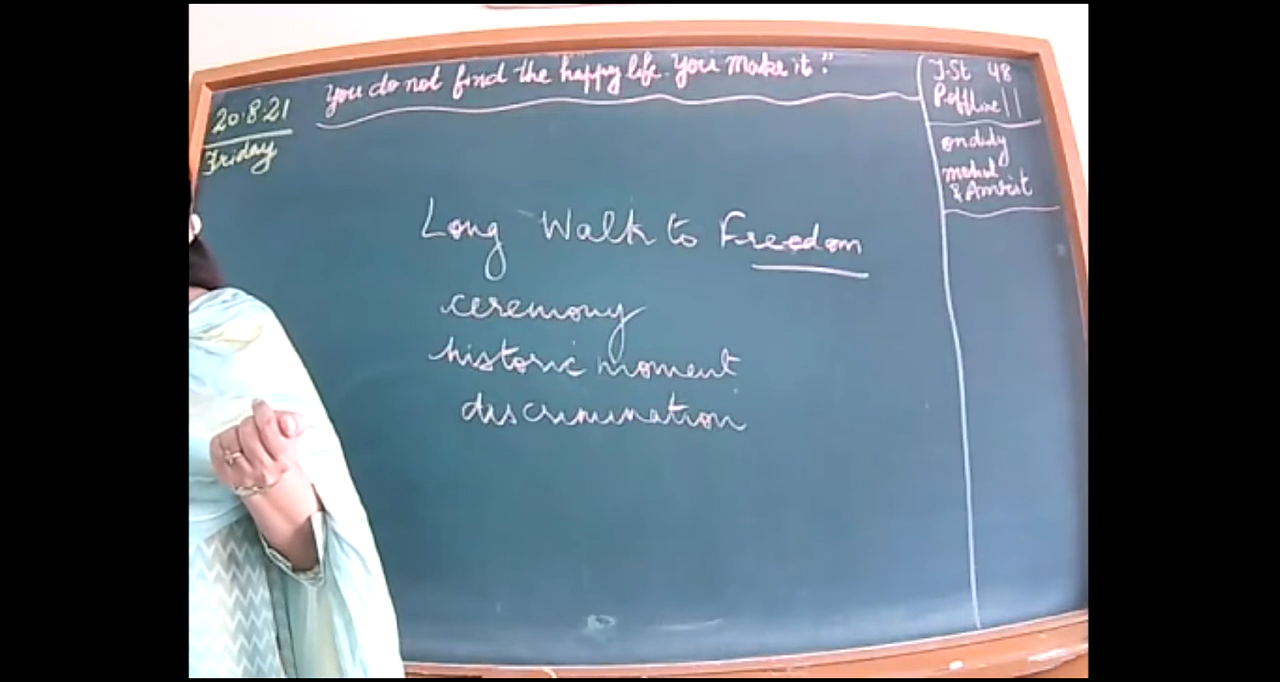 You do not find the happy life. You make it."
20.8.21
Friday
T.St 48
P.offline 11
on duty
Mehul
& Amrit
Long Walk to Freedom
ceremony
historic moment
discrimination